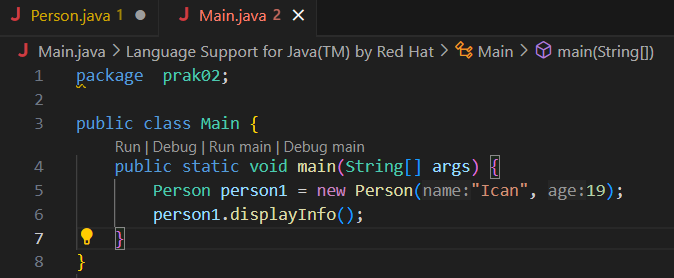 J Person.java 1 ● J Main.java 2 ×
J Main.java > Language Support for Java(TM) by Red Hat > Main > main(String[])
1 package  prak02;
2
3 public class Main {
Run | Debug | Run main | Debug main
4 public static void main(String[] args) {
5 Person person1 = new Person(name:"Ican", age:19);
6 person1.displayInfo();
7 }
8 }